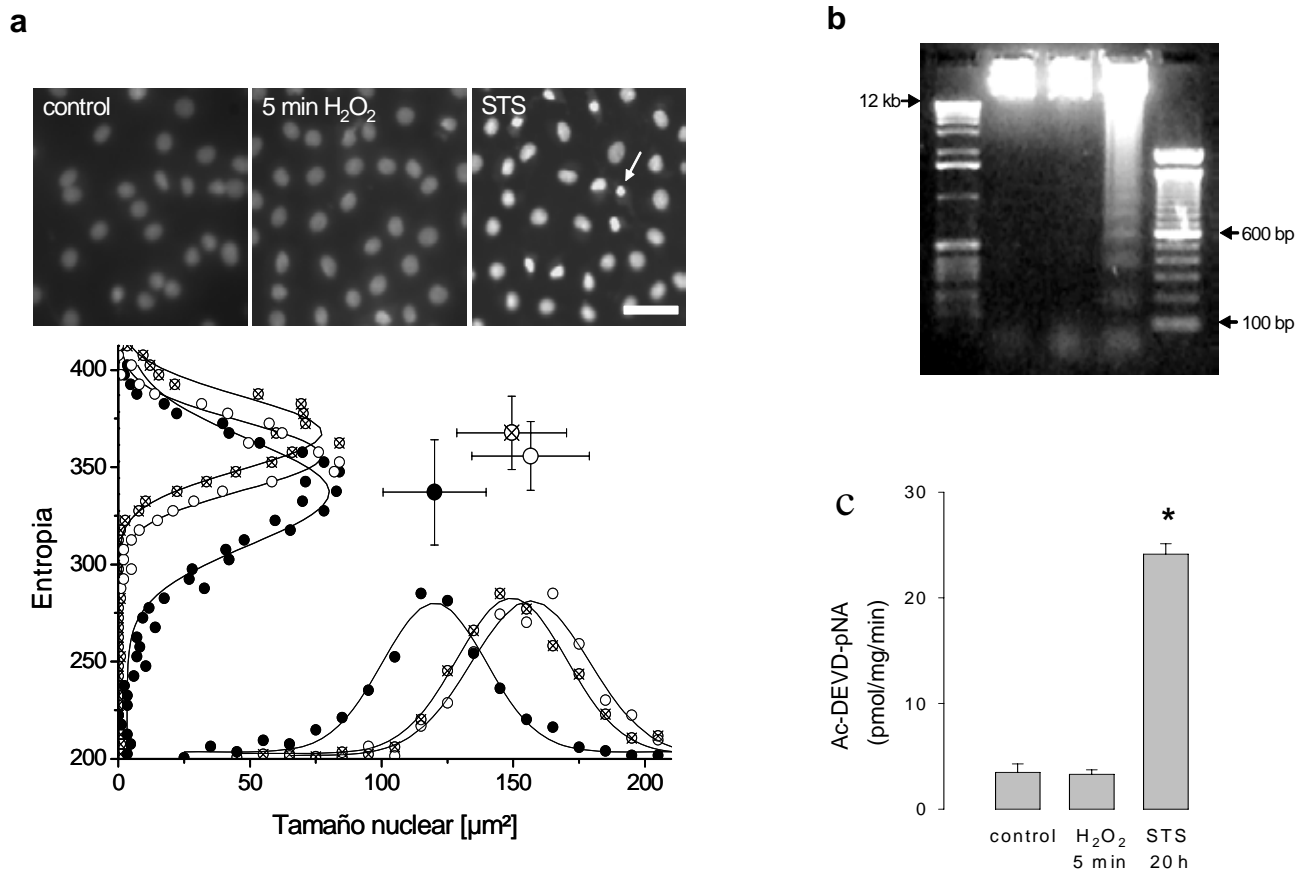 a
control
5 min H₂O₂
STS
400
350
300
250
200
Entropia
0
50
100
150
200
Tamaño nuclear [µm²]
b
12 kb
600 bp
100 bp
c
30
20
10
0
Ac-DEVD-pNA
(pmol/mg/min)
*
control
H₂O₂
5 min
STS
20 h